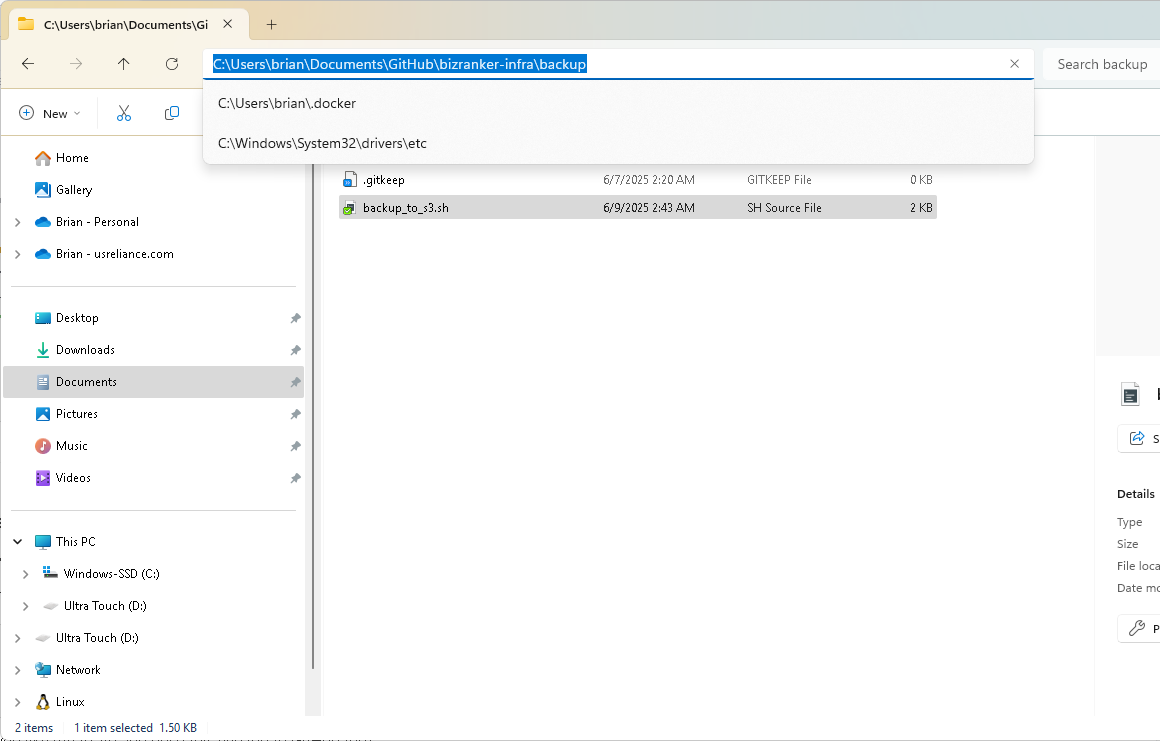 C:\Users\brian\Documents\Gi
C:\Users\brian\Documents\GitHub\bizranker-infra\backup
Search backup
New
C:\Users\brian\.docker
C:\Windows\System32\drivers\etc
Home
Gallery
Brian - Personal
Brian - usreliance.com
Desktop
Downloads
Documents
Pictures
Music
Videos
This PC
Windows-SSD (C:)
Ultra Touch (D:)
Ultra Touch (D:)
Network
Linux
.gitkeep 6/7/2025 2:20 AM GITKEEP File 0 KB
backup_to_s3.sh 6/9/2025 2:43 AM SH Source File 2 KB
S
Details
Type
Size
File loca
Date mo
P
2 items 1 item selected 1.50 KB